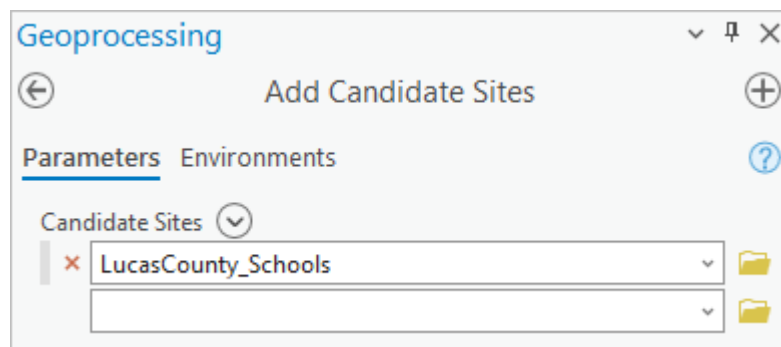 Geoprocessing
Add Candidate Sites
Parameters Environments
Candidate Sites
LucasCounty_Schools